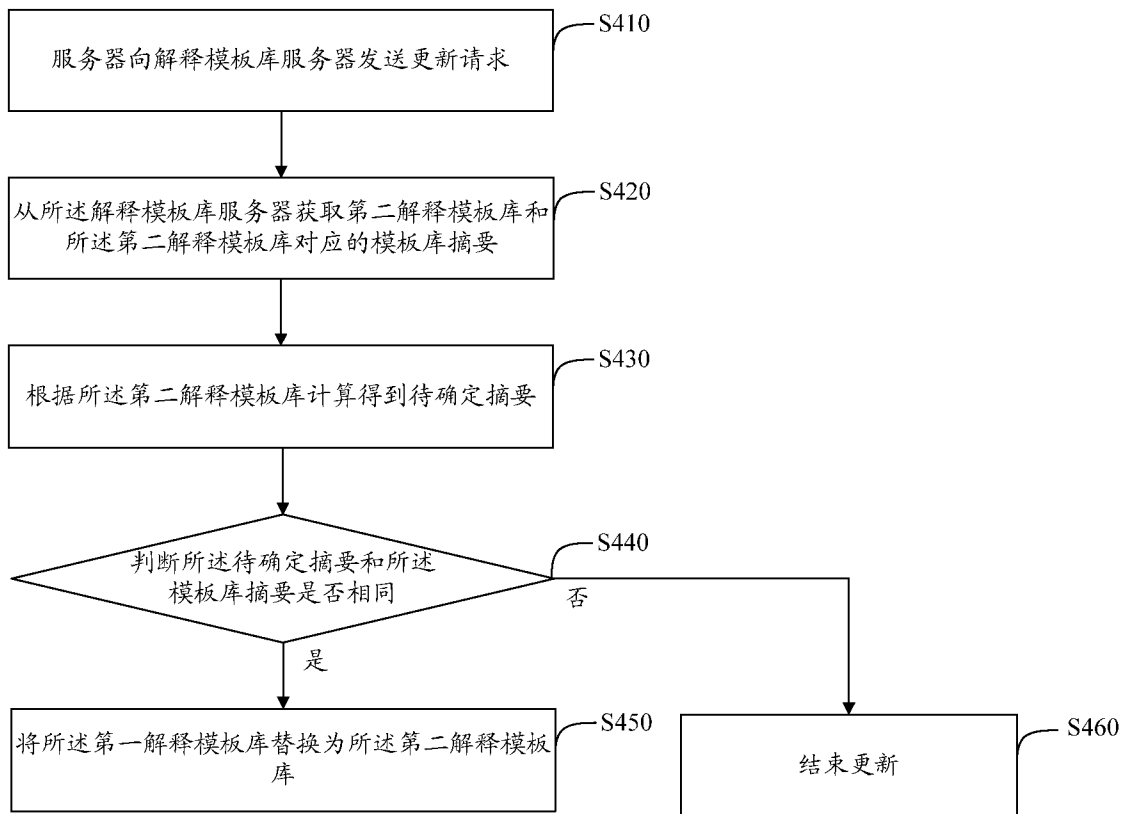 S410
服务器向解释模板库服务器发送更新请求
S420
从所述解释模板库服务器获取第二解释模板库和
所述第二解释模板库对应的模板库摘要
S430
根据所述第二解释模板库计算得到待确定摘要
S440
判断所述待确定摘要和所述
模板库摘要是否相同
否
是
S450
将所述第一解释模板库替换为所述第二解释模板
库
S460
结束更新